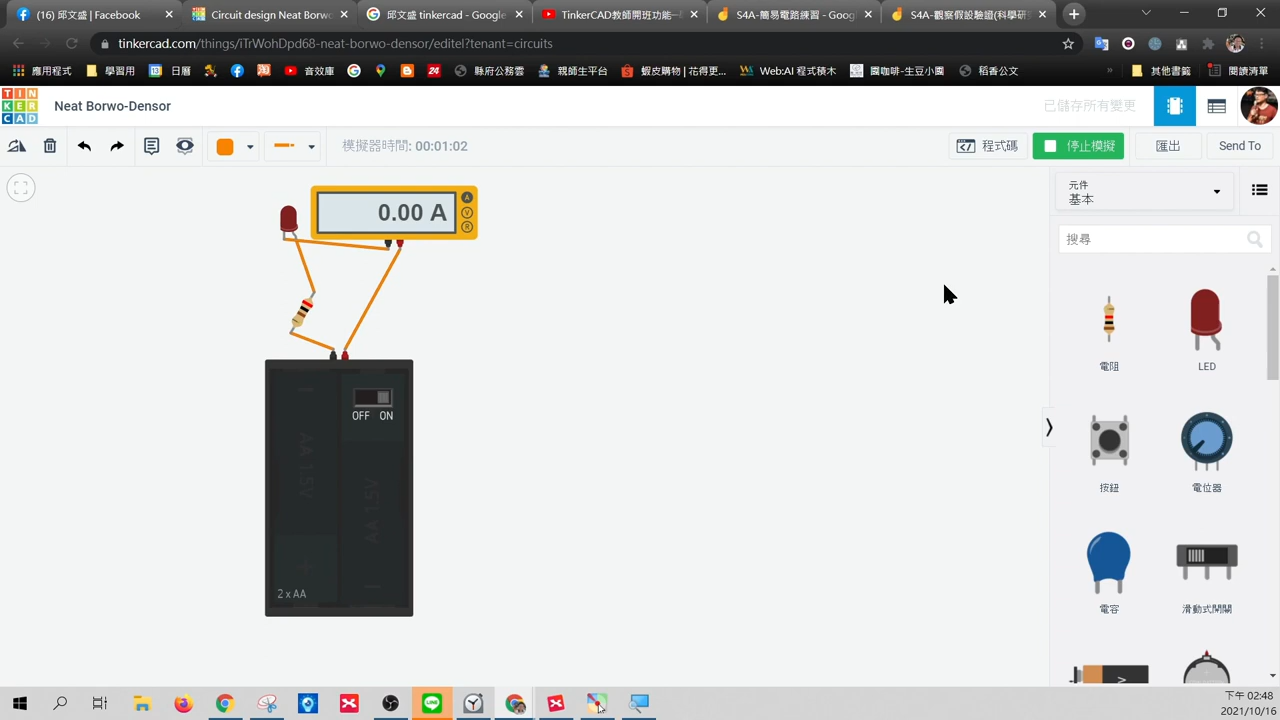 (16) 邱文盛 | Facebook
Circuit design Neat Borwo
邱文盛 tinkercad - Google
TinkerCAD教師開班功能一
S4A-簡易電路練習 - Goog
S4A-觀察假說驗證(科學研
tinkercad.com/things/iTrWohDpd68-neat-borwo-densor/editel?tenant=circuits
應用程式
學習用
日曆
音效庫
縣府公雲
親師生平台
蝦皮購物 | 花得更...
Web:AI 程式積木
國咖啡-生豆小農
稻香公文
»
其他書籤
閱讀清單
TINKERCAD
Neat Borwo-Densor
已儲存所有變更
模擬器時間: 00:01:02
程式碼
停止模擬
匯出
Send To
元件
基本
搜尋
0.00 A
A
V
R
OFF ON
AA 1.5V
AA 1.5V
2 x AA
電阻
LED
按鈕
電位器
電容
滑動式開關
下午 02:48
2021/10/16